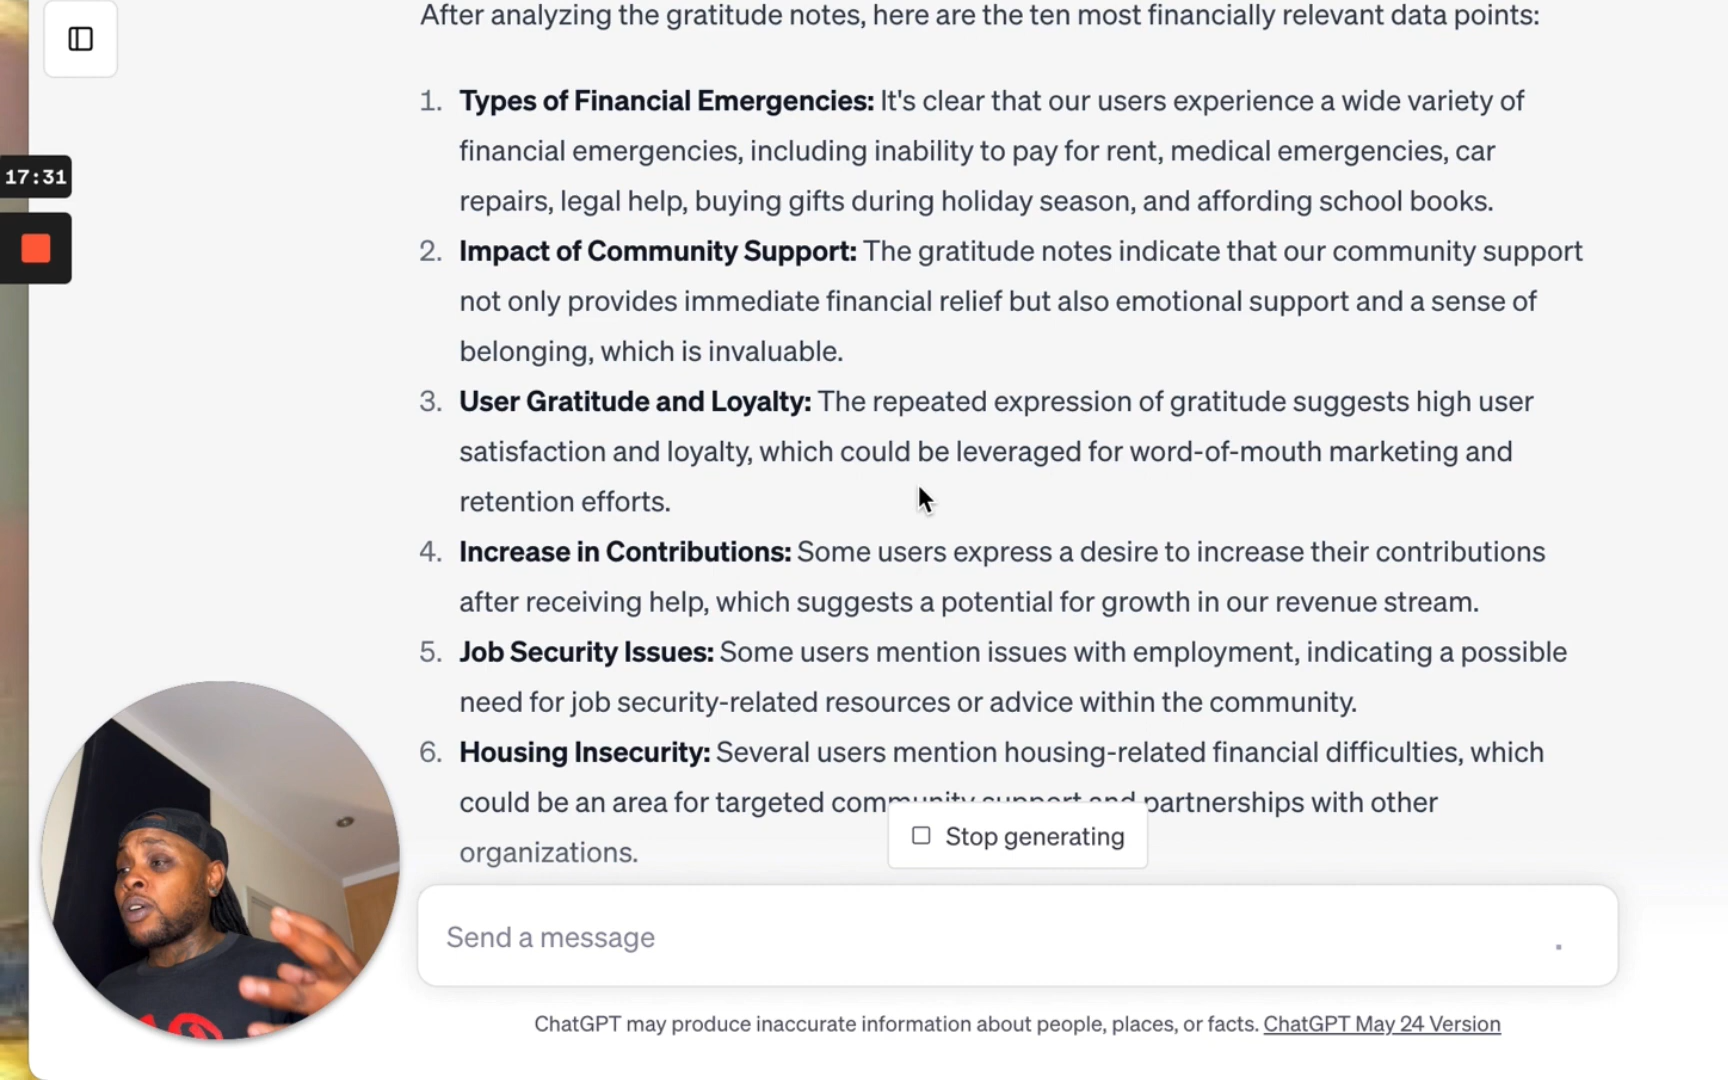 After analyzing the gratitude notes, here are the ten most financially relevant data points:
1. Types of Financial Emergencies: It's clear that our users experience a wide variety of
financial emergencies, including inability to pay for rent, medical emergencies, car
repairs, legal help, buying gifts during holiday season, and affording school books.
17:31
2. Impact of Community Support: The gratitude notes indicate that our community support
not only provides immediate financial relief but also emotional support and a sense of
belonging, which is invaluable.
3. User Gratitude and Loyalty: The repeated expression of gratitude suggests high user
satisfaction and loyalty, which could be leveraged for word-of-mouth marketing and
retention efforts.
4. Increase in Contributions: Some users express a desire to increase their contributions
after receiving help, which suggests a potential for growth in our revenue stream.
5. Job Security Issues: Some users mention issues with employment, indicating a possible
need for job security-related resources or advice within the community.
6. Housing Insecurity: Several users mention housing-related financial difficulties, which
could be an area for targeted community support and partnerships with other
organizations.
Stop generating
Send a message
ChatGPT may produce inaccurate information about people, places, or facts. ChatGPT May 24 Version